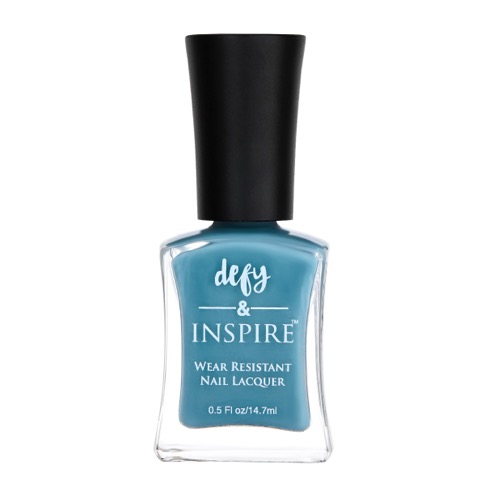 defy
&
INSPIRE™
WEAR RESISTANT
NAIL LACQUER
0.5 Fl oz/14.7ml